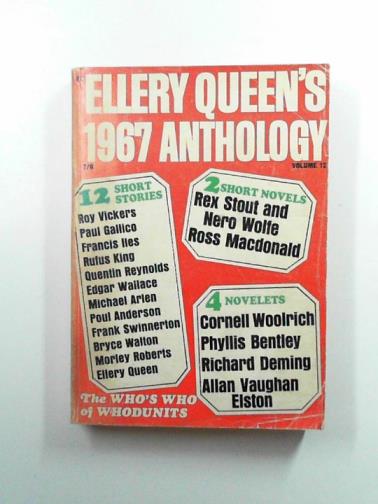 ELLERY QUEEN'S
1967 ANTHOLOGY
7/6
VOLUME 12
12 SHORT
STORIES
Roy Vickers
Paul Gallico
Francis Iles
Rufus King
Quentin Reynolds
Edgar Wallace
Michael Arlen
Poul Anderson
Frank Swinnerton
Bryce Walton
Morley Roberts
Ellery Queen
2 SHORT NOVELS
Rex Stout and
Nero Wolfe
Ross Macdonald
4 NOVELETS
Cornell Woolrich
Phyllis Bentley
Richard Deming
Allan Vaughan
Elston
The WHO'S WHO
of WHODUNITS